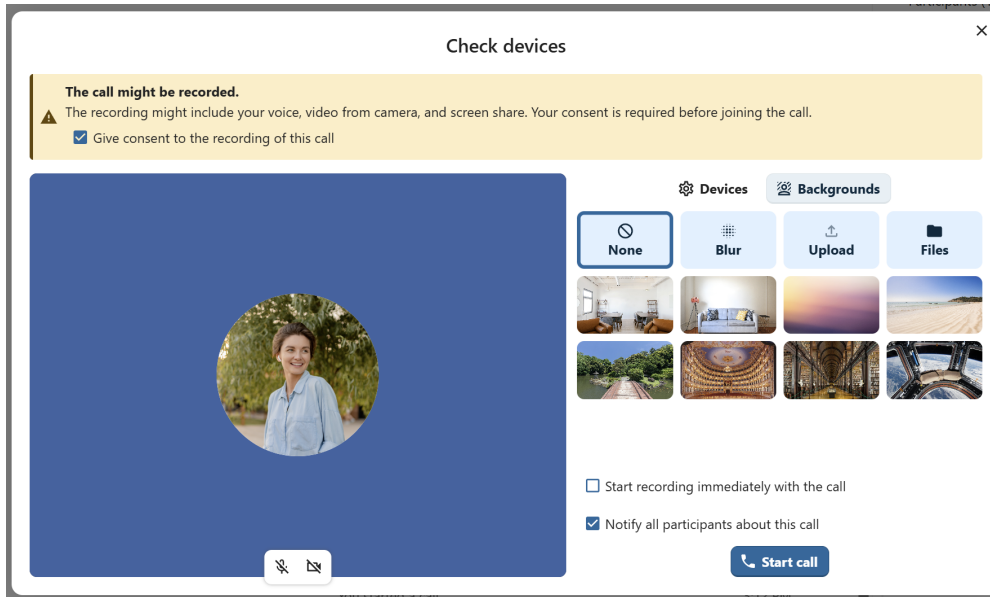 Check devices
The call might be recorded.
The recording might include your voice, video from camera, and screen share. Your consent is required before joining the call.
Give consent to the recording of this call
Devices
Backgrounds
None
Blur
Upload
Files
Start recording immediately with the call
Notify all participants about this call
Start call